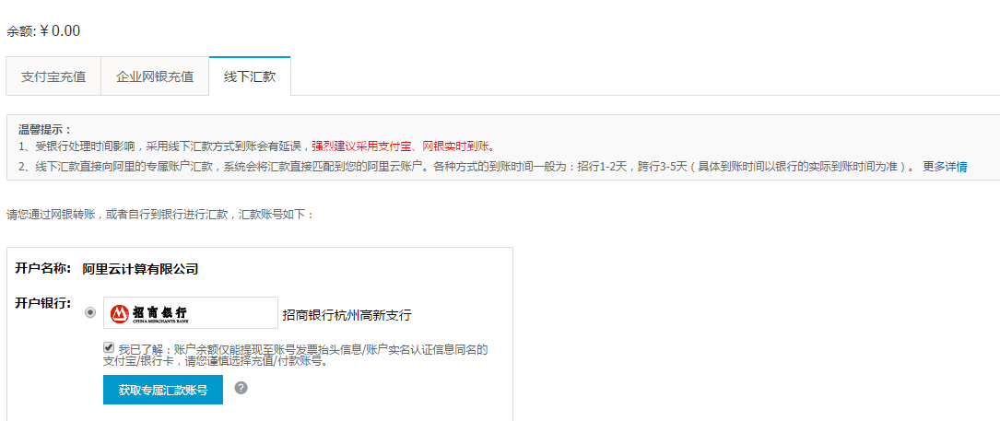 余额: ¥ 0.00
支付宝充值 企业网银充值 线下汇款
温馨提示：
1、受银行处理时间影响，采用线下汇款方式到账会有延误，强烈建议采用支付宝、网银实时到账。
2、线下汇款直接向阿里的专属账户汇款，系统会将汇款直接匹配到您的阿里云账户。各种方式的到账时间一般为：招行1-2天，跨行3-5天（具体到账时间以银行的实际到账时间为准）。 更多详情
请您通过网银转账，或者自行到银行进行汇款，汇款账号如下：
开户名称: 阿里云计算有限公司
开户银行: 招商银行 招商银行杭州高新支行
CHINA MERCHANTS BANK
我已了解：账户余额仅能提现至账号发票抬头信息/账户实名认证信息同名的
支付宝/银行卡，请您谨慎选择充值/付款账号。
获取专属汇款账号 ?